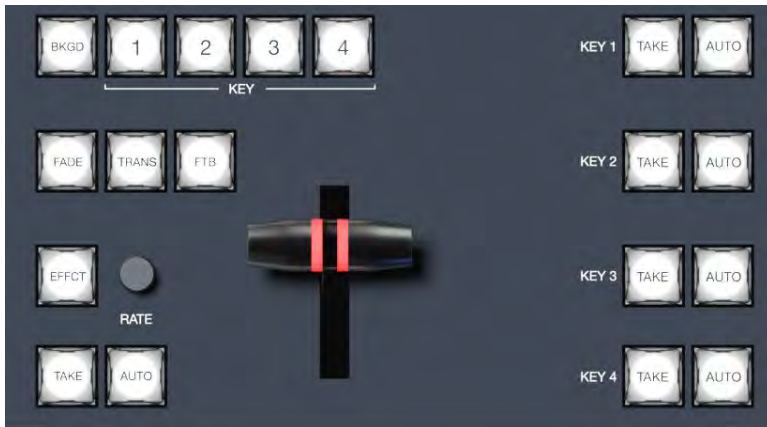 BKGD 1 2 3 4 KEY 1 TAKE AUTO
KEY
FADE TRANS FTB KEY 2 TAKE AUTO
EFFCT KEY 3 TAKE AUTO
RATE
TAKE AUTO KEY 4 TAKE AUTO